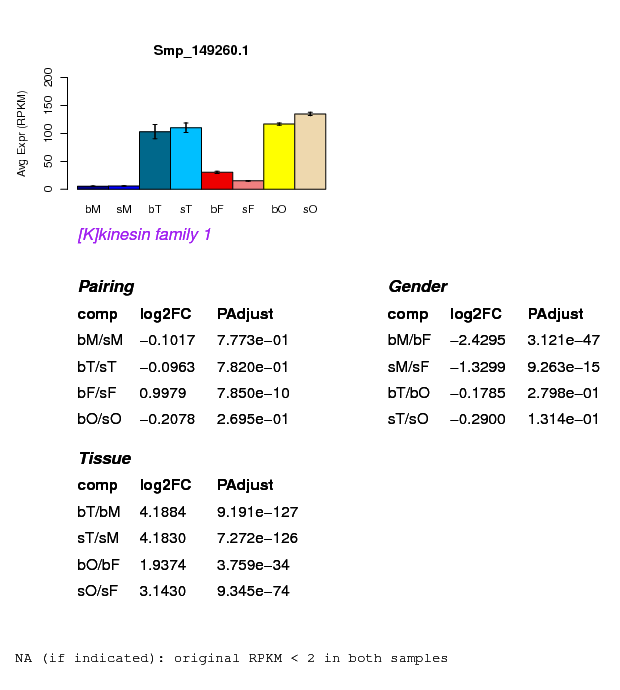 Smp_149260.1
Avg Expr (RPKM)
200
150
100
50
0
bM sM bT sT bF sF bO sO
[K]kinesin family 1
Pairing
comp log2FC PAdjust
bM/sM −0.1017 7.773e−01
bT/sT −0.0963 7.820e−01
bF/sF 0.9979 7.850e−10
bO/sO −0.2078 2.695e−01
Gender
comp log2FC PAdjust
bM/bF −2.4295 3.121e−47
sM/sF −1.3299 9.263e−15
bT/bO −0.1785 2.798e−01
sT/sO −0.2900 1.314e−01
Tissue
comp log2FC PAdjust
bT/bM 4.1884 9.191e−127
sT/sM 4.1830 7.272e−126
bO/bF 1.9374 3.759e−34
sO/sF 3.1430 9.345e−74
NA (if indicated): original RPKM < 2 in both samples